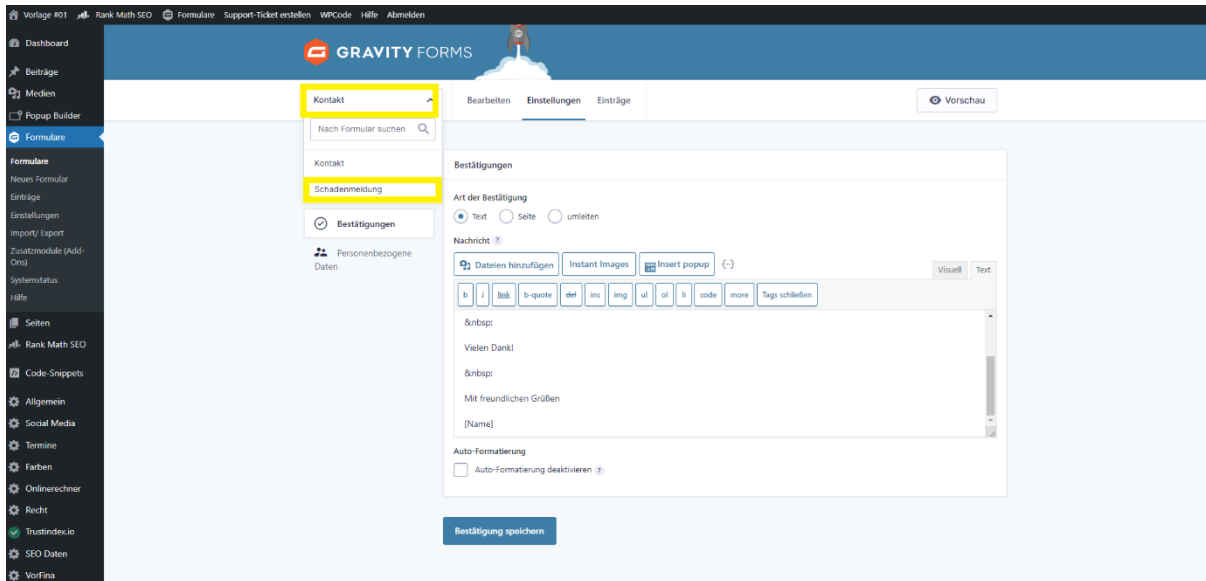 Vorlage #01 Rank Math SEO Formulare Support-Ticket erstellen WPCode Hilfe Abmelden
Dashboard
Beiträge
Medien
Popup Builder
Formulare
Formulare
Neues Formular
Einträge
Einstellungen
Import/ Export
Zusatzmodule (Add-
Ons)
Systemstatus
Hilfe
Seiten
Rank Math SEO
Code-Snippets
Allgemein
Social Media
Termine
Farben
Onlinerechner
Recht
Trustindex.io
SEO Daten
VorFina
GRAVITY FORMS
Kontakt
Bearbeiten Einstellungen Einträge
Vorschau
Nach Formular suchen
Kontakt
Schadenmeldung
Bestätigungen
Personenbezogene
Daten
Bestätigungen
Art der Bestätigung
Text Seite umleiten
Nachricht ?
Dateien hinzufügen Instant Images Insert popup {··}
Visuell Text
b i link b-quote del ins img ul ol li code more Tags schließen
&nbsp;
Vielen Dank!
&nbsp;
Mit freundlichen Grüßen
[Name]
Auto-Formatierung
Auto-Formatierung deaktivieren ?
Bestätigung speichern